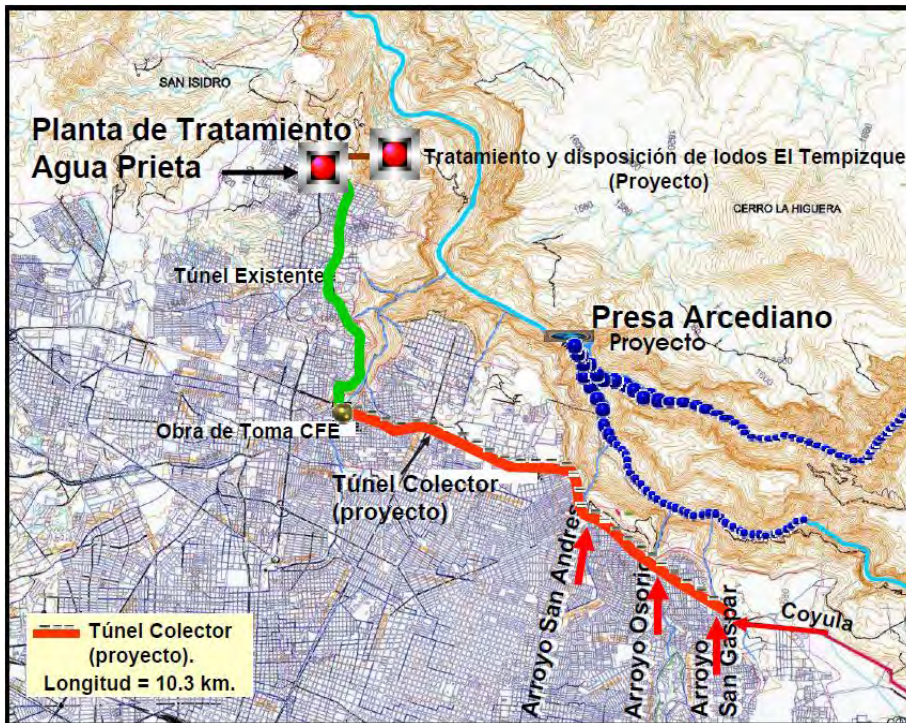 SAN ISIDRO
Planta de Tratamiento
Agua Prieta
Tratamiento y disposición de lodos El Tempizque
(Proyecto)
CERRO LA HIGUERA
Túnel Existente
Presa Arcediano
Proyecto
Obra de Toma CFE
Túnel Colector
(proyecto)
Arroyo San Andres
Arroyo Osorio
Arroyo
San Gaspar
Coyula
Túnel Colector
(proyecto).
Longitud = 10.3 km.